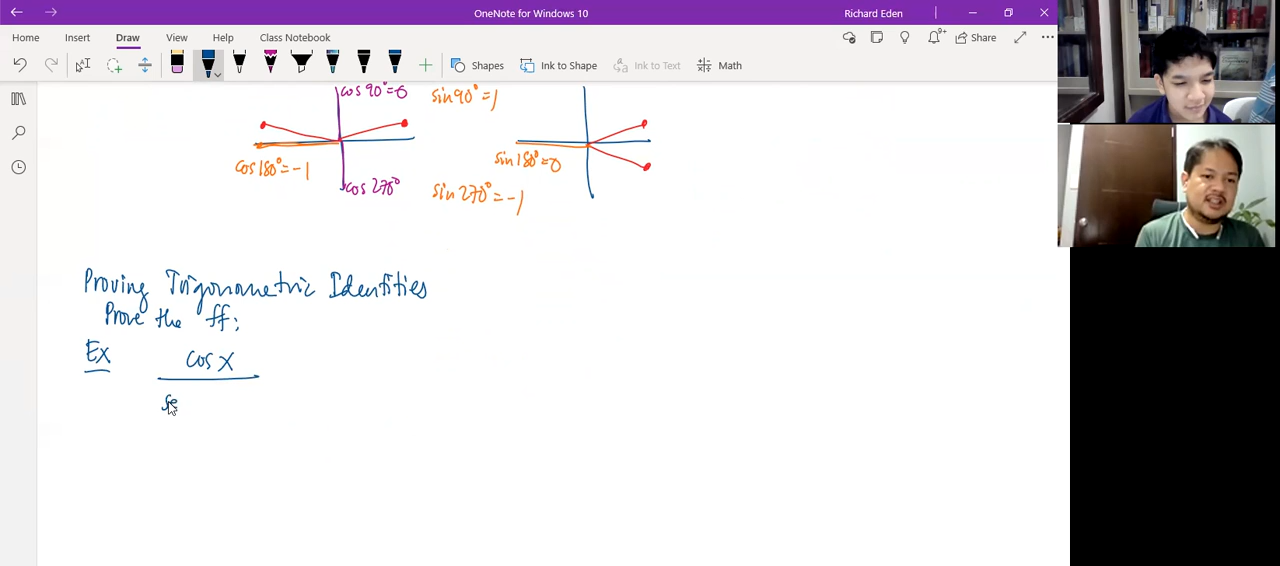 OneNote for Windows 10
Richard Eden
Home Insert Draw View Help Class Notebook
Share
Shapes Ink to Shape Ink to Text Math
cos 90° = 0
sin 90° = 1
cos 180° = -1
sin 180° = 0
cos 270°
sin 270° = -1
Proving Trigonometric Identities
Prove the ff:
Ex cos x
se